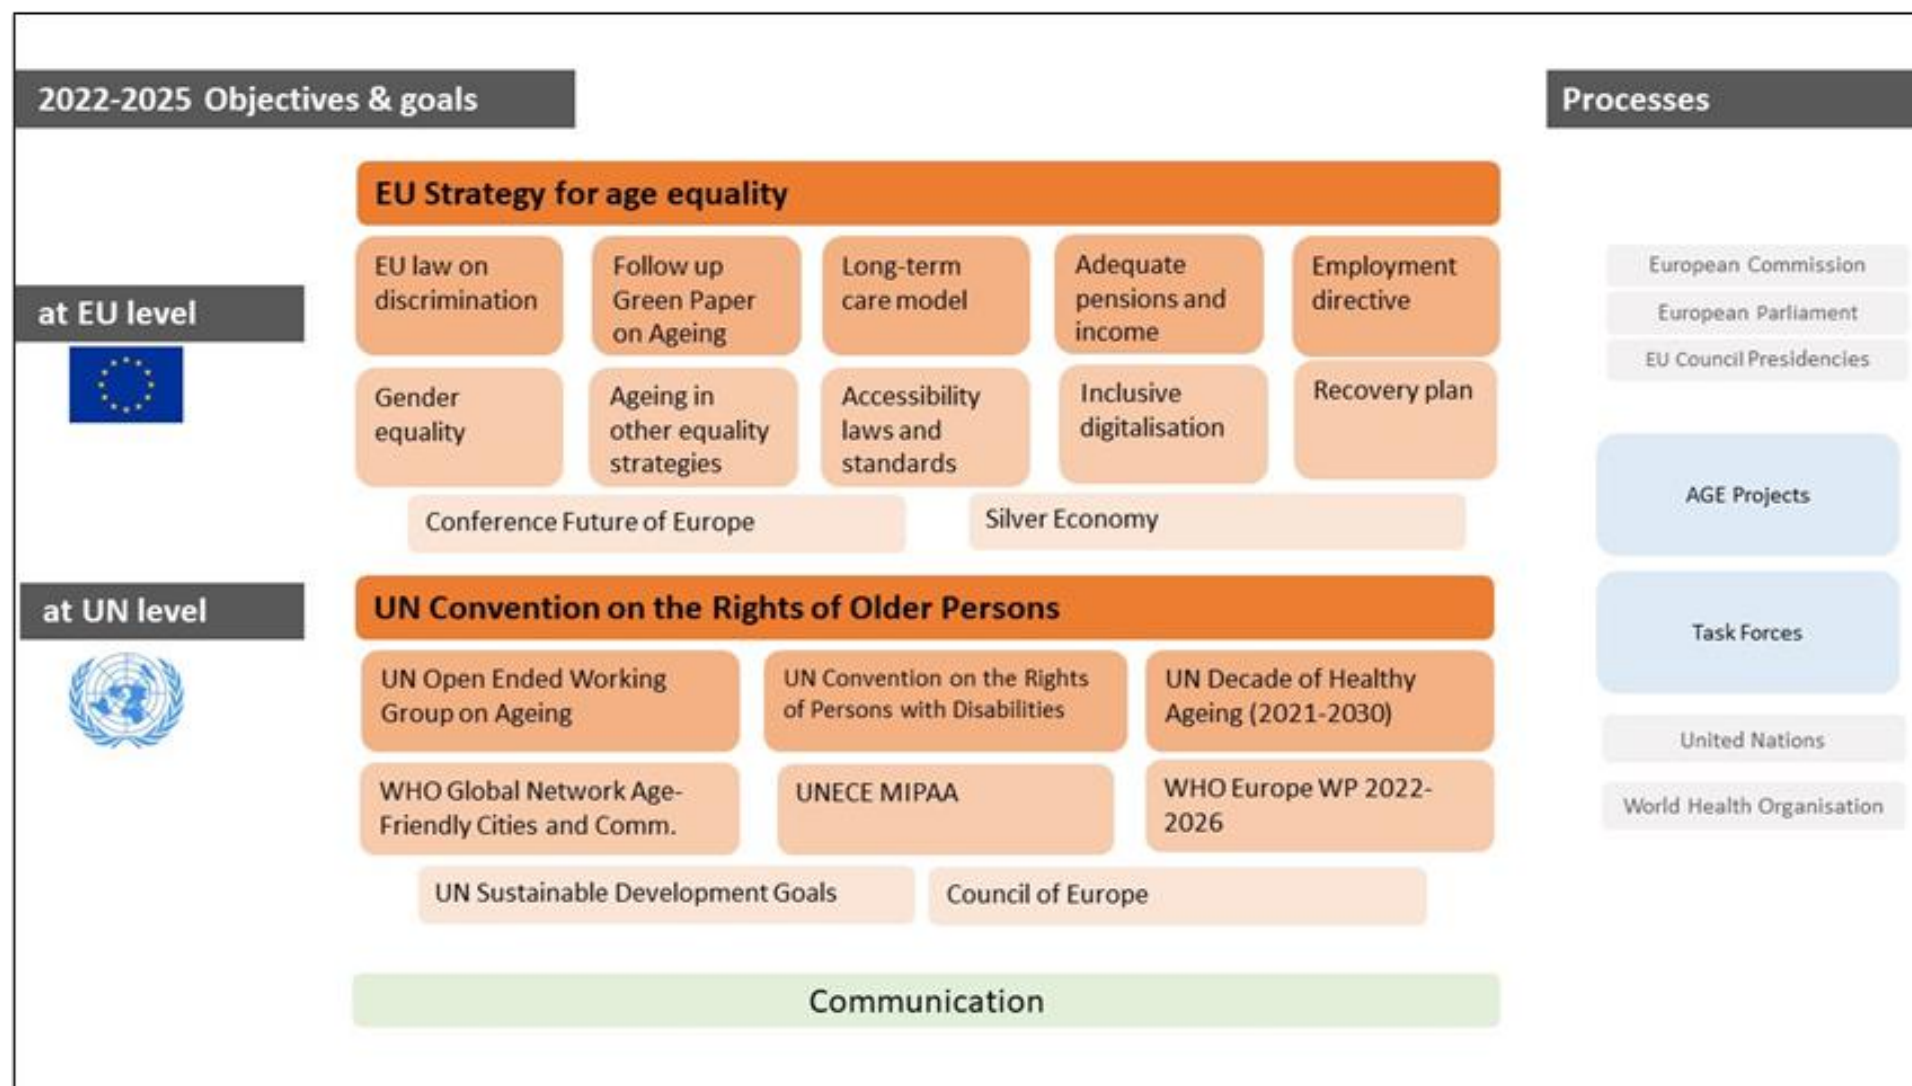 2022-2025 Objectives & goals
Processes
EU Strategy for age equality
at EU level
EU law on
discrimination
Follow up
Green Paper
on Ageing
Long-term
care model
Adequate
pensions and
income
Employment
directive
Gender
equality
Ageing in
other equality
strategies
Accessibility
laws and
standards
Inclusive
digitalisation
Recovery plan
Conference Future of Europe
Silver Economy
European Commission
European Parliament
EU Council Presidencies
AGE Projects
at UN level
UN Convention on the Rights of Older Persons
UN Open Ended Working
Group on Ageing
UN Convention on the Rights
of Persons with Disabilities
UN Decade of Healthy
Ageing (2021-2030)
WHO Global Network Age-
Friendly Cities and Comm.
UNECE MIPAA
WHO Europe WP 2022-
2026
UN Sustainable Development Goals
Council of Europe
Task Forces
United Nations
World Health Organisation
Communication